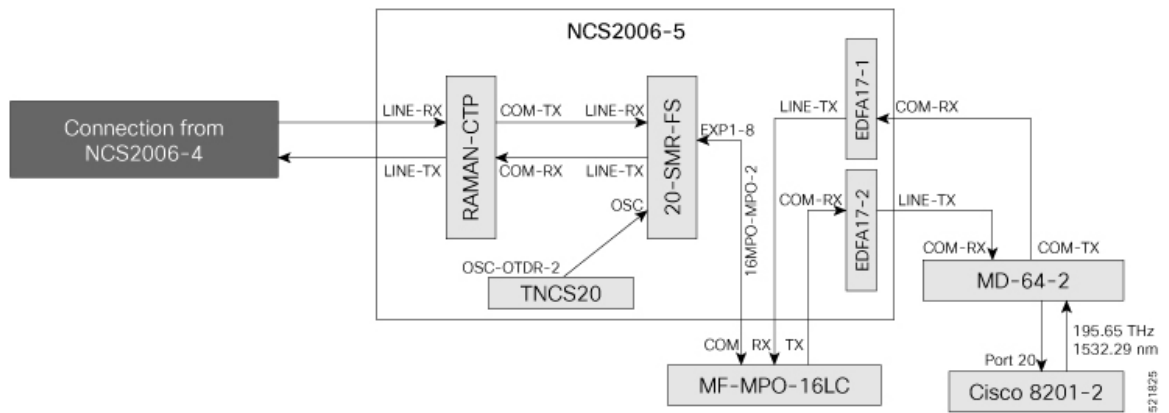 NCS2006-5
Connection from
NCS2006-4
LINE-RX
LINE-TX
RAMAN-CTP
COM-TX
COM-RX
LINE-RX
LINE-TX
OSC
20-SMR-FS
EXP1-8
16MPO-MPO-2
OSC-OTDR-2
TNCS20
LINE-TX
EDFA17-1
COM-RX
COM-RX
EDFA17-2
LINE-TX
COM-RX
COM-TX
MD-64-2
195.65 THz
1532.29 nm
Port 20
Cisco 8201-2
COM
RX
TX
MF-MPO-16LC
521825